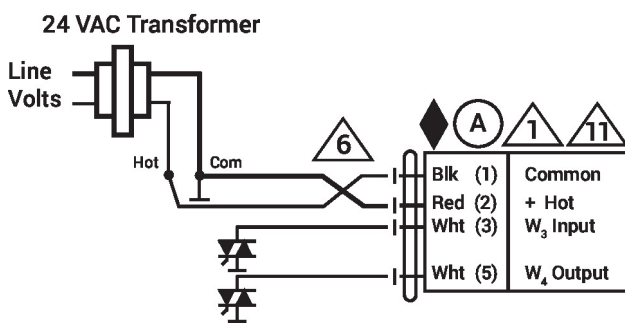 24 VAC Transformer
Line
Volts
Hot
Com
6
A
1
11
Blk (1) Common
Red (2) + Hot
Wht (3) W₃ Input
Wht (5) W₄ Output